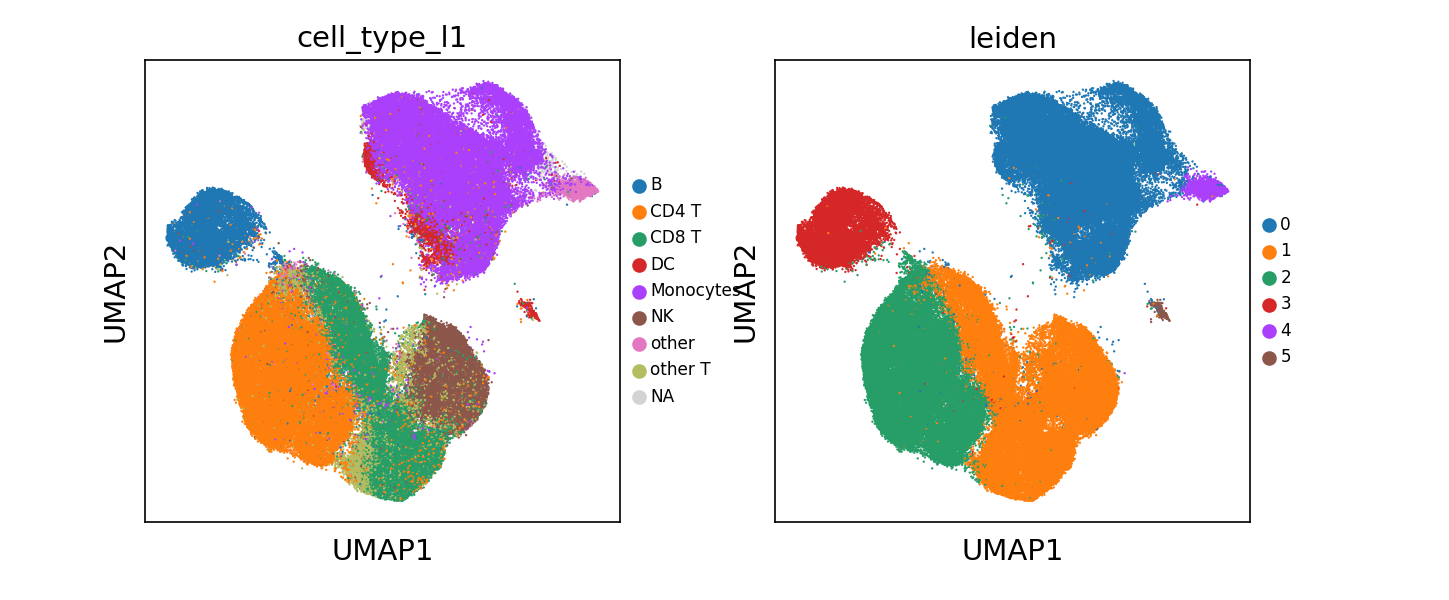 cell_type_l1
UMAP2
UMAP1
B
CD4 T
CD8 T
DC
Monocytes
NK
other
other T
NA
leiden
UMAP2
UMAP1
0
1
2
3
4
5